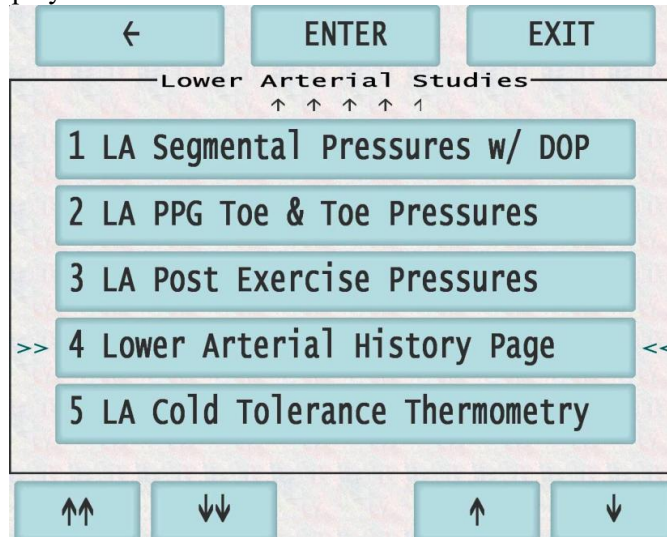 ← ENTER EXIT
Lower Arterial Studies
↑ ↑ ↑ ↑ ↑
1 LA Segmental Pressures w/ DOP
2 LA PPG Toe & Toe Pressures
3 LA Post Exercise Pressures
>> 4 Lower Arterial History Page <<
5 LA Cold Tolerance Thermometry
↑↑ ↓↓ ↑ ↓